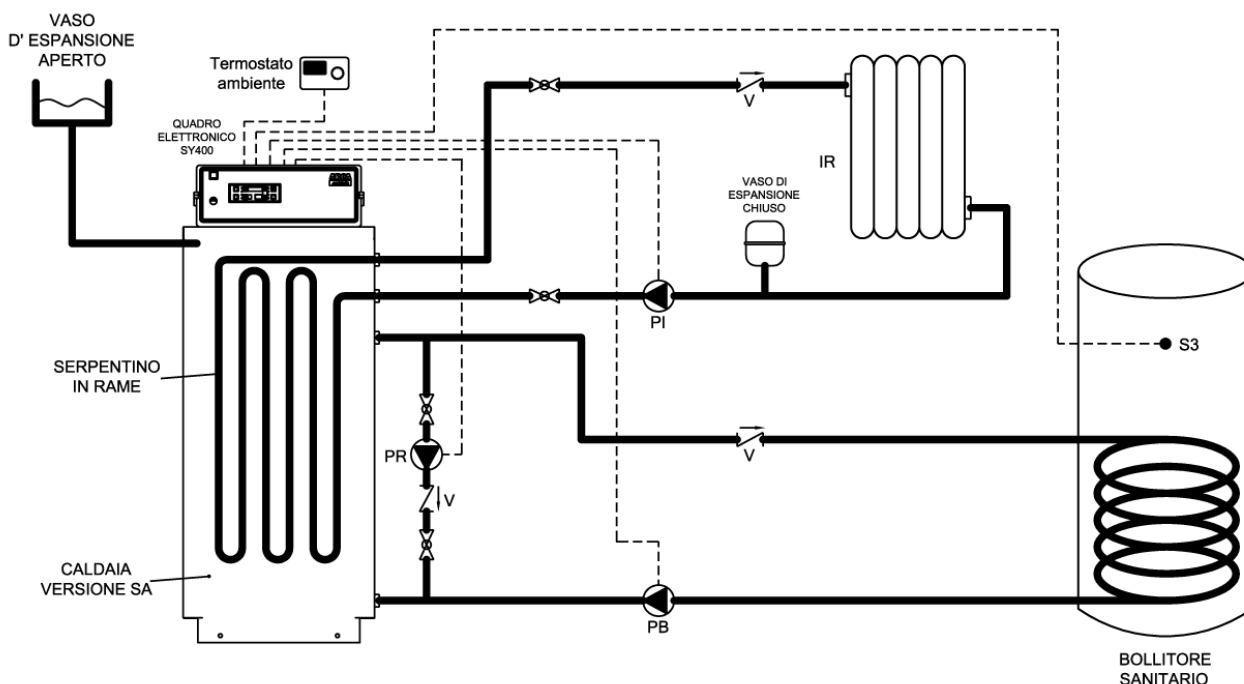 VASO
D' ESPANSIONE
APERTO
Termostato
ambiente
QUADRO
ELETTRONICO
SY400
V
IR
VASO DI
ESPANSIONE
CHIUSO
PI
S3
SERPENTINO
IN RAME
PR
V
V
CALDAIA
VERSIONE SA
PB
BOLLITORE
SANITARIO